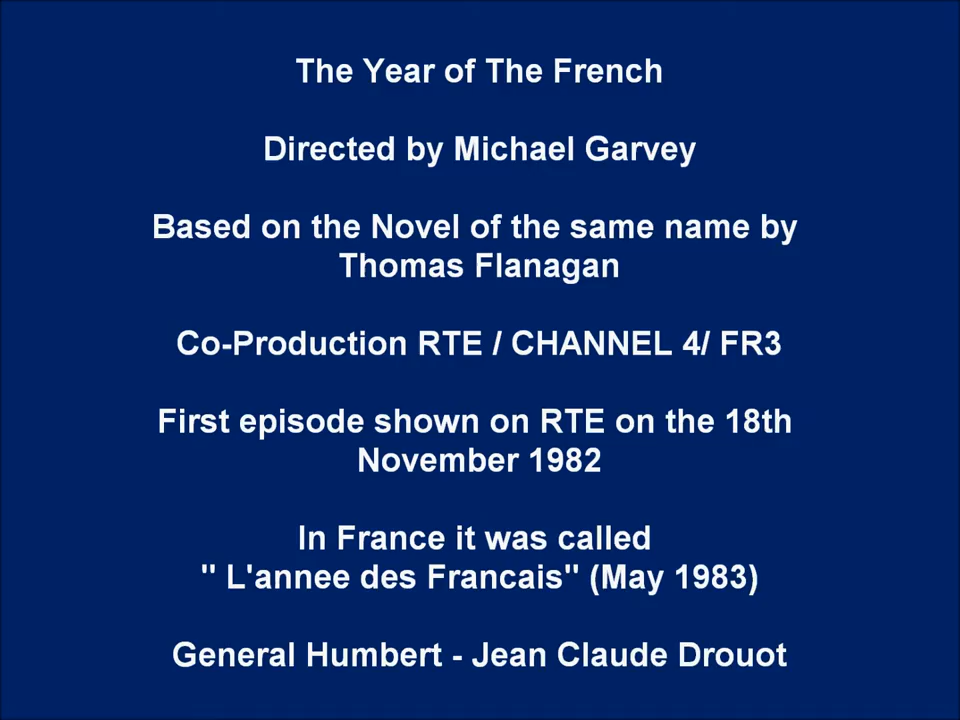 The Year of The French
Directed by Michael Garvey
Based on the Novel of the same name by
Thomas Flanagan
Co-Production RTE / CHANNEL 4/ FR3
First episode shown on RTE on the 18th
November 1982
In France it was called
" L'annee des Francais" (May 1983)
General Humbert - Jean Claude Drouot